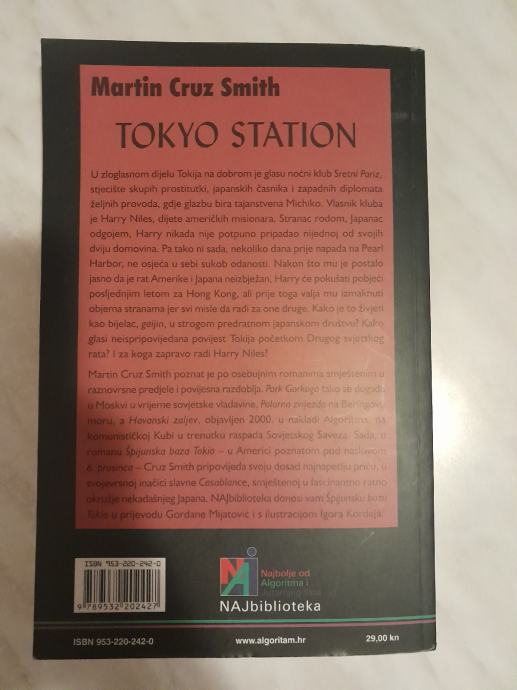 Martin Cruz Smith
TOKYO STATION
U zloglasnom dijelu Tokija na dobrom je glasu noćni klub Sretni Pariz,
stjecište skupih prostitutki, japanskih časnika i zapadnih diplomata
željnih provoda, gdje glazbu bira tajanstvena Michiko. Vlasnik kluba
je Harry Niles, dijete američkih misionara. Stranac rodom, Japanac
odgojem, Harry nikada nije potpuno pripadao nijednoj od svojih
dviju domovina. Pa tako ni sada, nekoliko dana prije napada na Pearl
Harbor, ne osjeća u sebi sukob odanosti. Nakon što mu je postalo
jasno da je rat Amerike i Japana neizbježan, Harry će pokušati pobjeći
posljednjim letom za Hong Kong, ali prije toga valja mu izmaknuti
objema stranama jer svi misle da radi za one druge. Kako je to živjeti
kao bijelac, gaijin, u strogom predratnom japanskom društvu? Kako
glasi neispripovijedana povijest Tokija početkom Drugog svjetskog
rata? I za koga zapravo radi Harry Niles?
Martin Cruz Smith poznat je po osebujnim romanima smještenim u
raznovrsne predjele i povijesna razdoblja. Park Gorkoga tako se događa
u Moskvi u vrijeme sovjetske vladavine, Polarna zvijezda na Beringovu
moru, a Havanski zaljev, objavljen 2000. u nakladi Algoritma, na
komunističkoj Kubi u trenutku raspada Sovjetskog Saveza. Sada, u
romanu Špijunska baza Tokio – u Americi poznatom pod naslovom
6. prosinca – Cruz Smith pripovijeda svoju dosad najnapetiju priču, u
svojevrsnoj inačici slavne Casablance, smještenoj u fascinantno ratno
okružje nekadašnjeg Japana. NAJbiblioteka donosi vam Špijunsku bazu
Tokio u prijevodu Gordane Mijatović i s ilustracijom Igora Kordeja.
ISBN 953-220-242-0
9 789532 202427
NAJ
Najbolje od
Algoritma i
Jutarnjeg lista
NAJbiblioteka
ISBN 953-220-242-0
www.algoritam.hr
29,00 kn